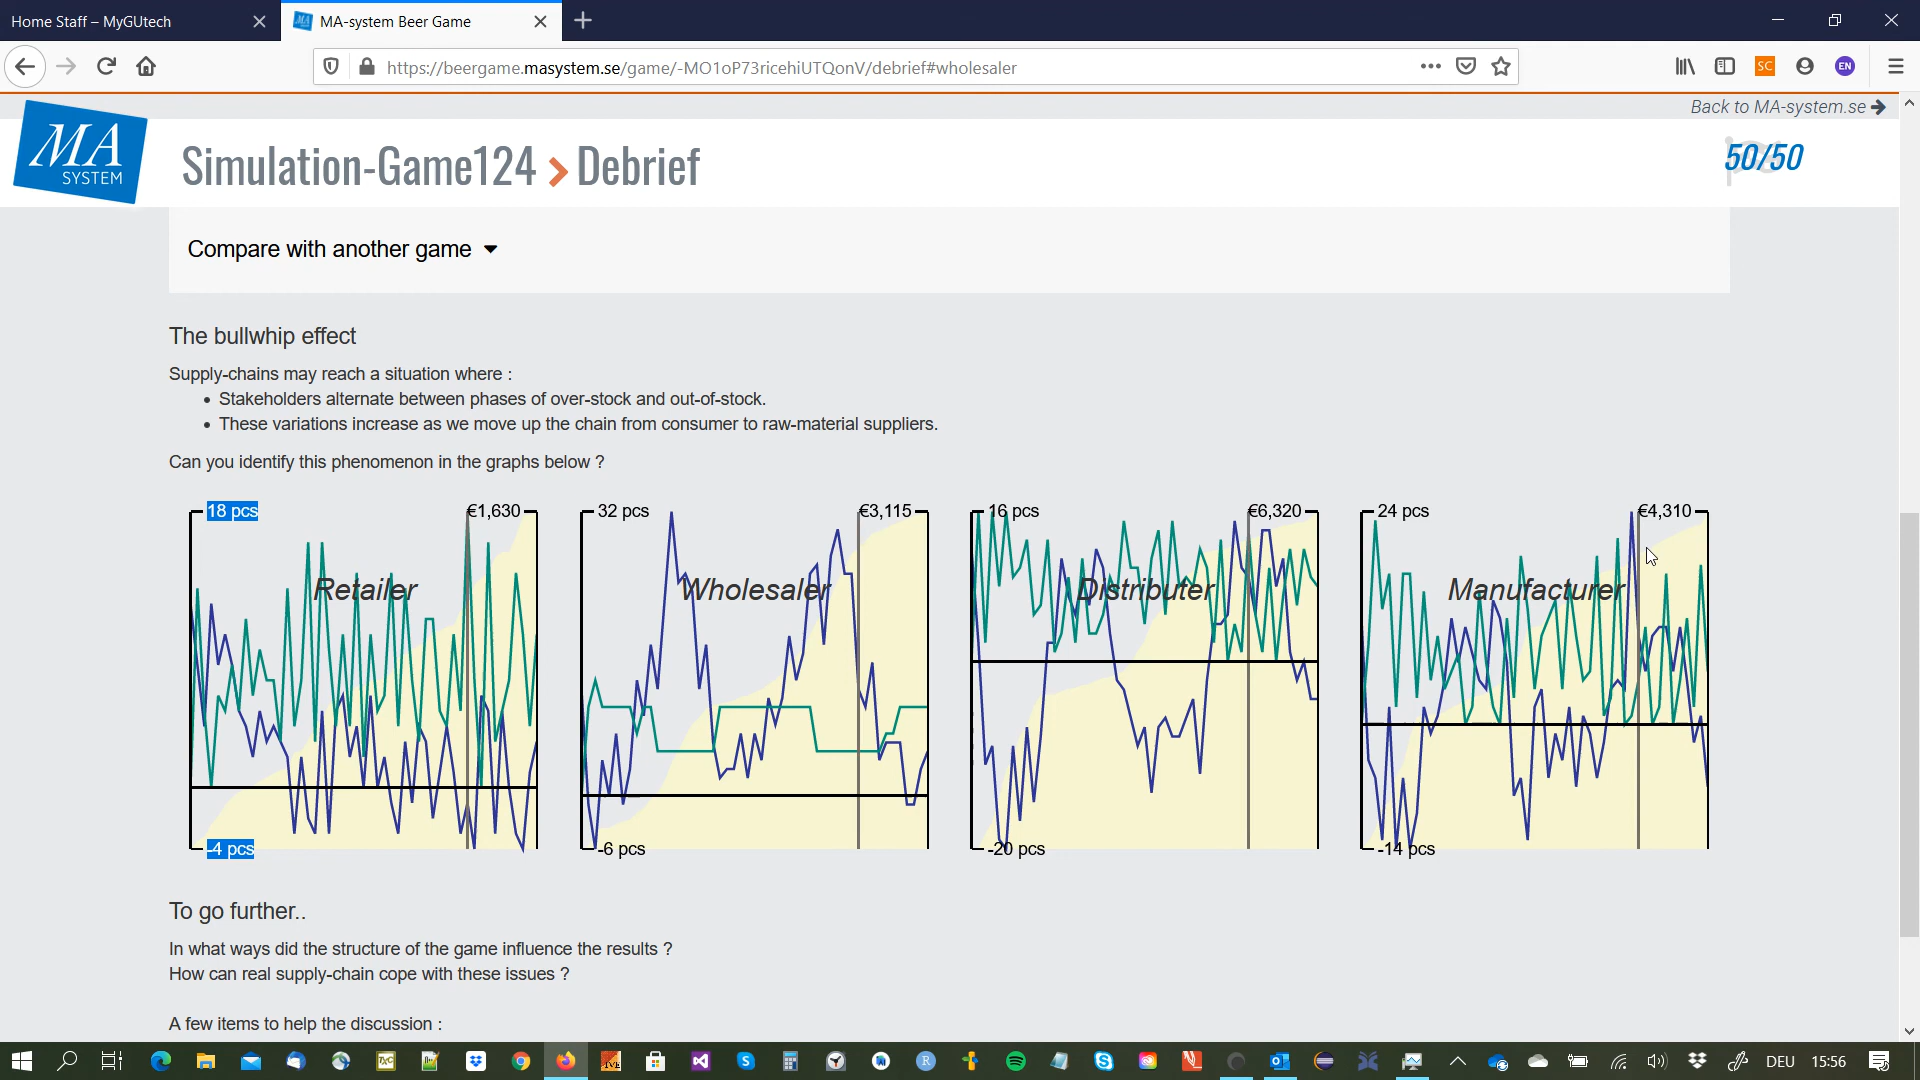 Home Staff – MyGUtech
MA-system Beer Game
https://beergame.masystem.se/game/-MO1oP73ricehiUTQonV/debrief#wholesaler
SC
EN
Back to MA-system.se
MA
SYSTEM
Simulation-Game124 > Debrief
50/50
Compare with another game
The bullwhip effect
Supply-chains may reach a situation where :
• Stakeholders alternate between phases of over-stock and out-of-stock.
• These variations increase as we move up the chain from consumer to raw-material suppliers.
Can you identify this phenomenon in the graphs below ?
18 pcs €1,630 32 pcs €3,115 16 pcs €6,320 24 pcs €4,310
Retailer Wholesaler Distributer Manufacturer
-4 pcs -6 pcs -20 pcs -14 pcs
To go further..
In what ways did the structure of the game influence the results ?
How can real supply-chain cope with these issues ?
A few items to help the discussion :
DEU 15:56